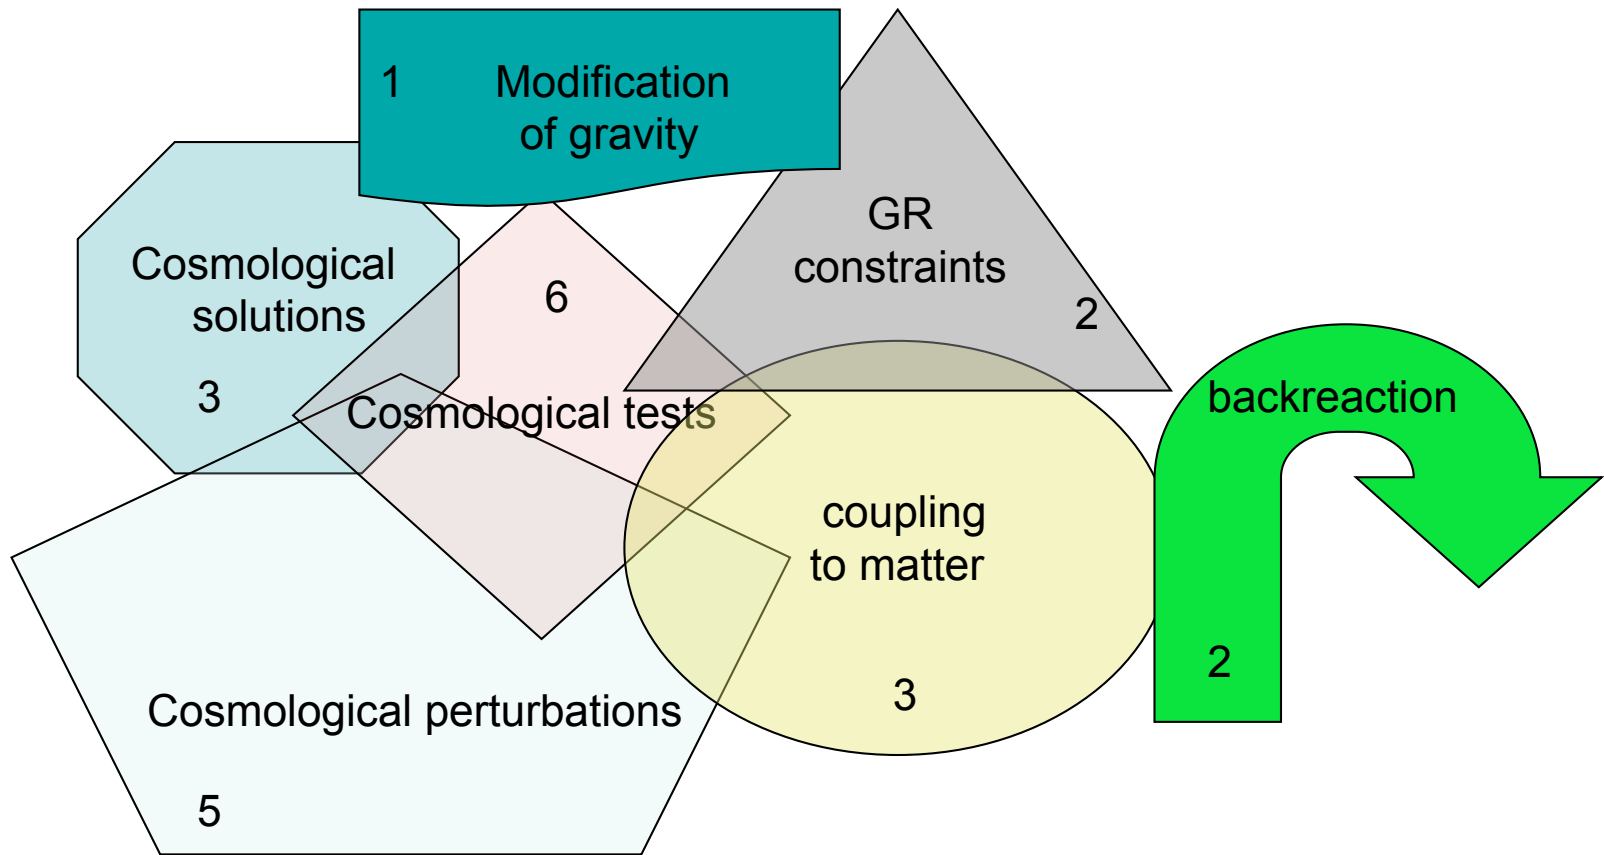 1
Modification
of gravity
GR
constraints
2
Cosmological
solutions
3
6
Cosmological tests
backreaction
2
coupling
to matter
3
Cosmological perturbations
5